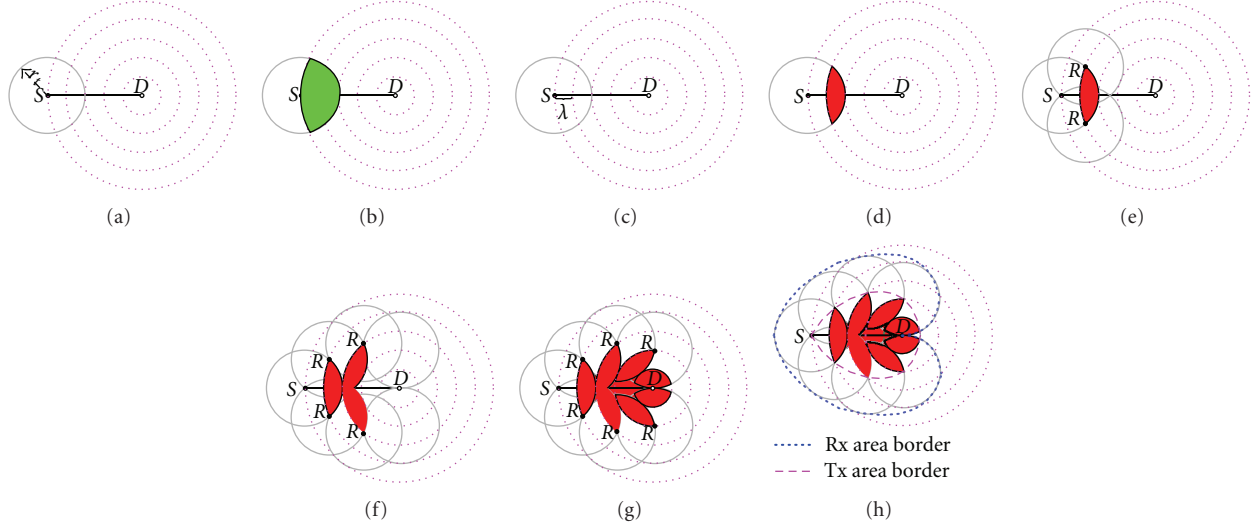 S D
S D
S D
λ
S D
R
S D
R
(a) (b) (c) (d) (e)
R R
S D
R R
R R R
S D
R R R
S D
Rx area border
Tx area border
(f) (g) (h)